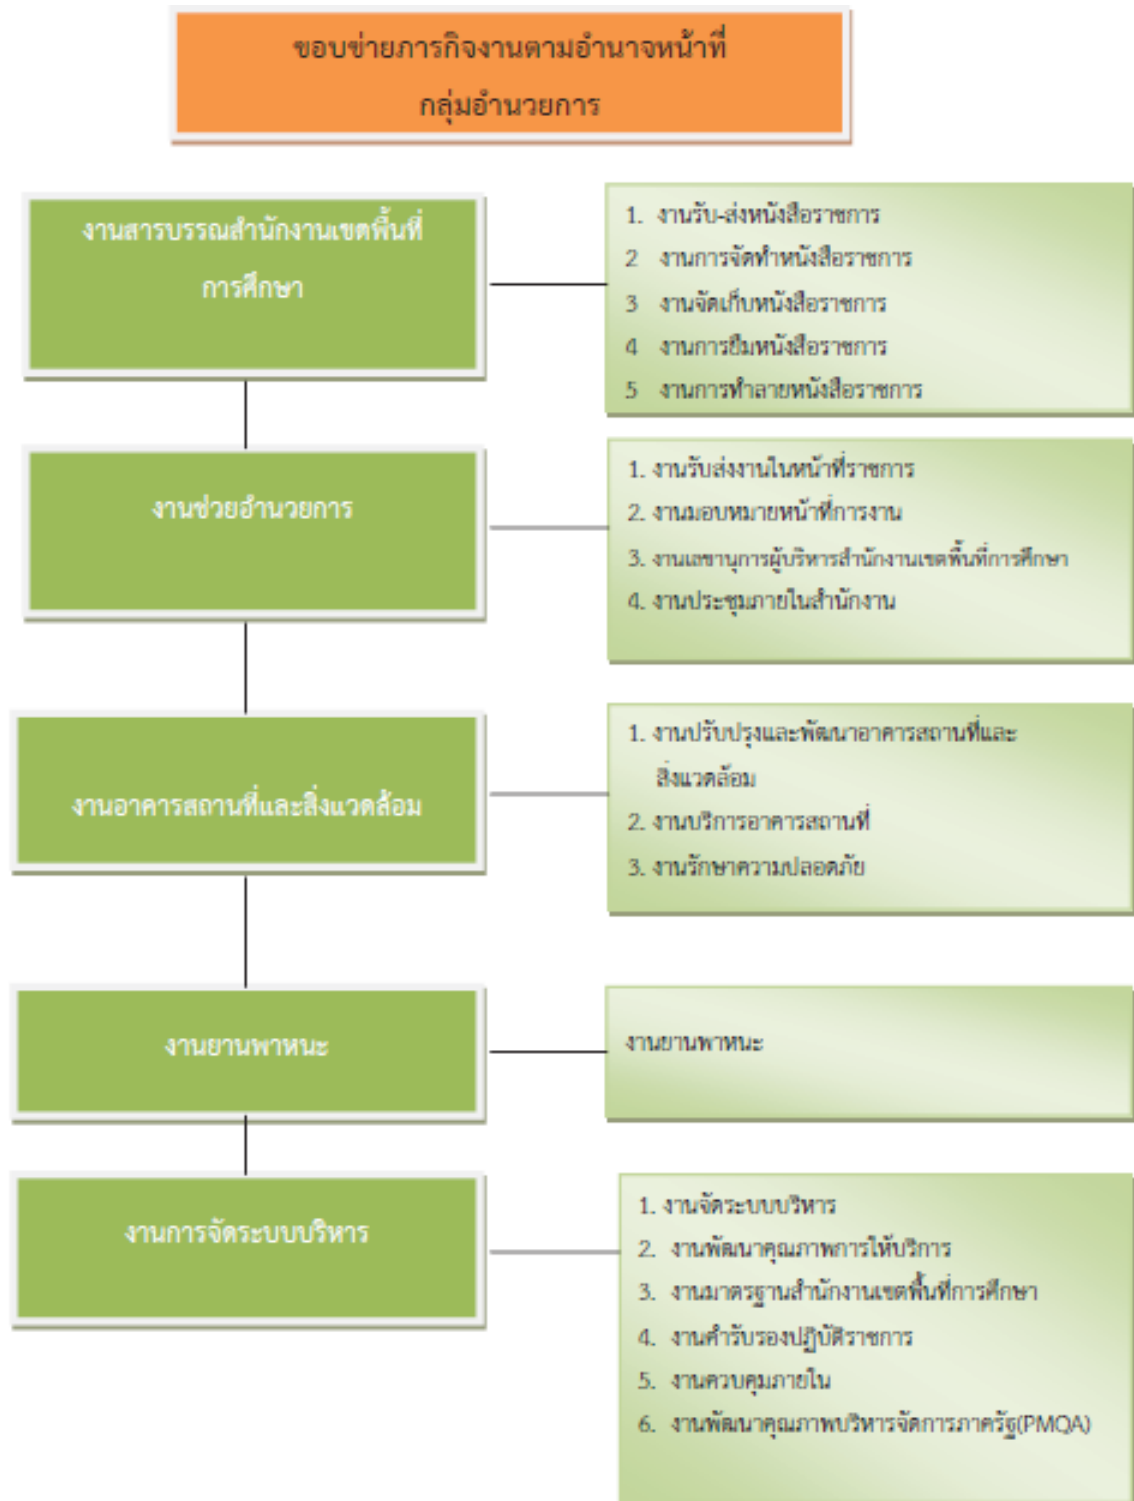 ขอบข่ายภารกิจงานตามอำนาจหน้าที่
กลุ่มอำนวยการ
งานสารบรรณสำนักงานเขตพื้นที่
การศึกษา
1. งานรับ-ส่งหนังสือราชการ
2 งานการจัดทำหนังสือราชการ
3 งานจัดเก็บหนังสือราชการ
4 งานการยืมหนังสือราชการ
5 งานการทำลายหนังสือราชการ
งานช่วยอำนวยการ
1. งานรับส่งงานในหน้าที่ราชการ
2. งานมอบหมายหน้าที่การงาน
3. งานเลขานุการผู้บริหารสำนักงานเขตพื้นที่การศึกษา
4. งานประชุมภายในสำนักงาน
งานอาคารสถานที่และสิ่งแวดล้อม
1. งานปรับปรุงและพัฒนาอาคารสถานที่และ
สิ่งแวดล้อม
2. งานบริการอาคารสถานที่
3. งานรักษาความปลอดภัย
งานยานพาหนะ
งานยานพาหนะ
งานการจัดระบบบริหาร
1. งานจัดระบบบริหาร
2. งานพัฒนาคุณภาพการให้บริการ
3. งานมาตรฐานสำนักงานเขตพื้นที่การศึกษา
4. งานคำรับรองปฏิบัติราชการ
5. งานควบคุมภายใน
6. งานพัฒนาคุณภาพบริหารจัดการภาครัฐ(PMQA)